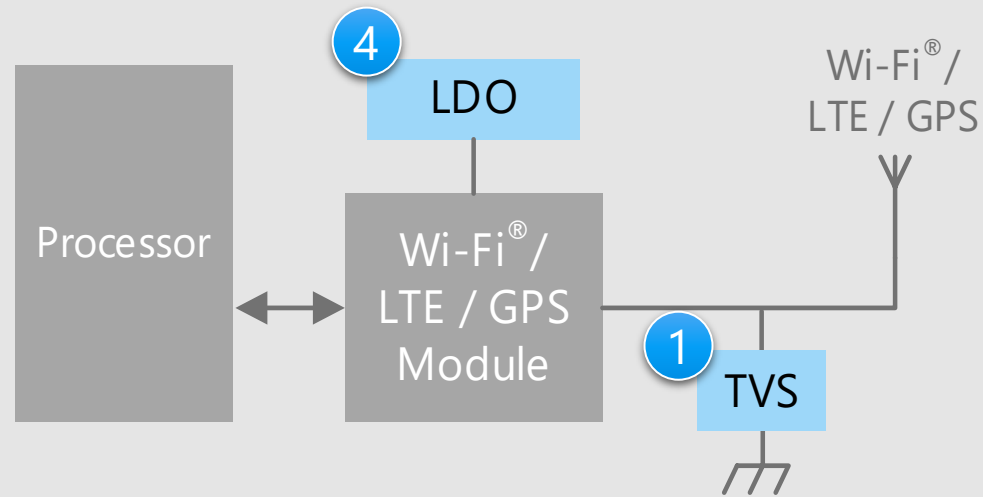 4
LDO
Wi-Fi®/
LTE / GPS
Processor
Wi-Fi®/
LTE / GPS
Module
1
TVS